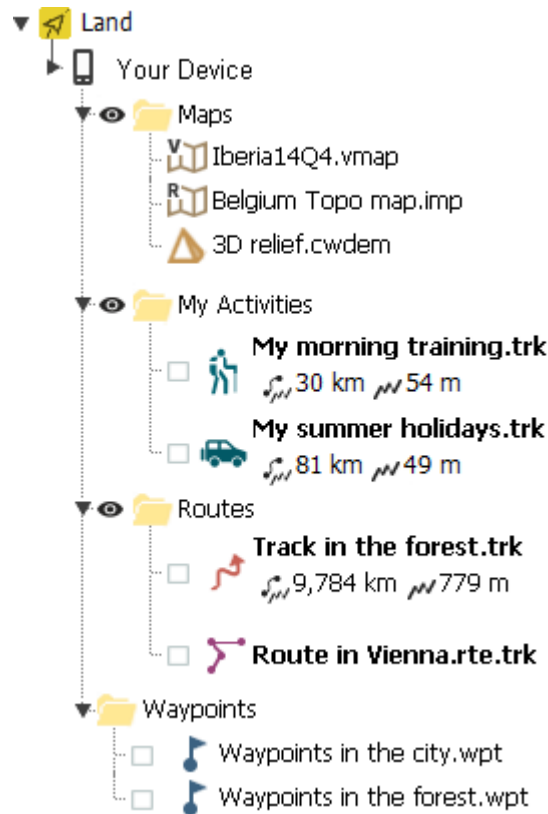 Land
Your Device
Maps
V Iberia14Q4.vmap
R Belgium Topo map.imp
3D relief.cwdem
My Activities
My morning training.trk
30 km 54 m
My summer holidays.trk
81 km 49 m
Routes
Track in the forest.trk
9,784 km 779 m
Route in Vienna.rte.trk
Waypoints
Waypoints in the city.wpt
Waypoints in the forest.wpt